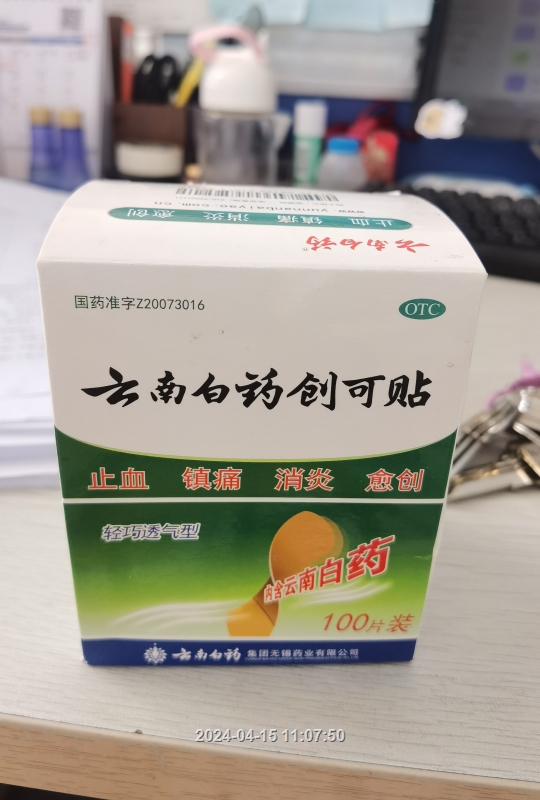 止血 镇痛 消炎 愈创
www.yunnanbaiyao.com.cn
云南白药
国药准字Z20073016
OTC
云南白药创可贴
止血 镇痛 消炎 愈创
轻巧透气型
内含云南白药
100片装
云南白药 集团无锡药业有限公司
2024-04-15 11:07:50